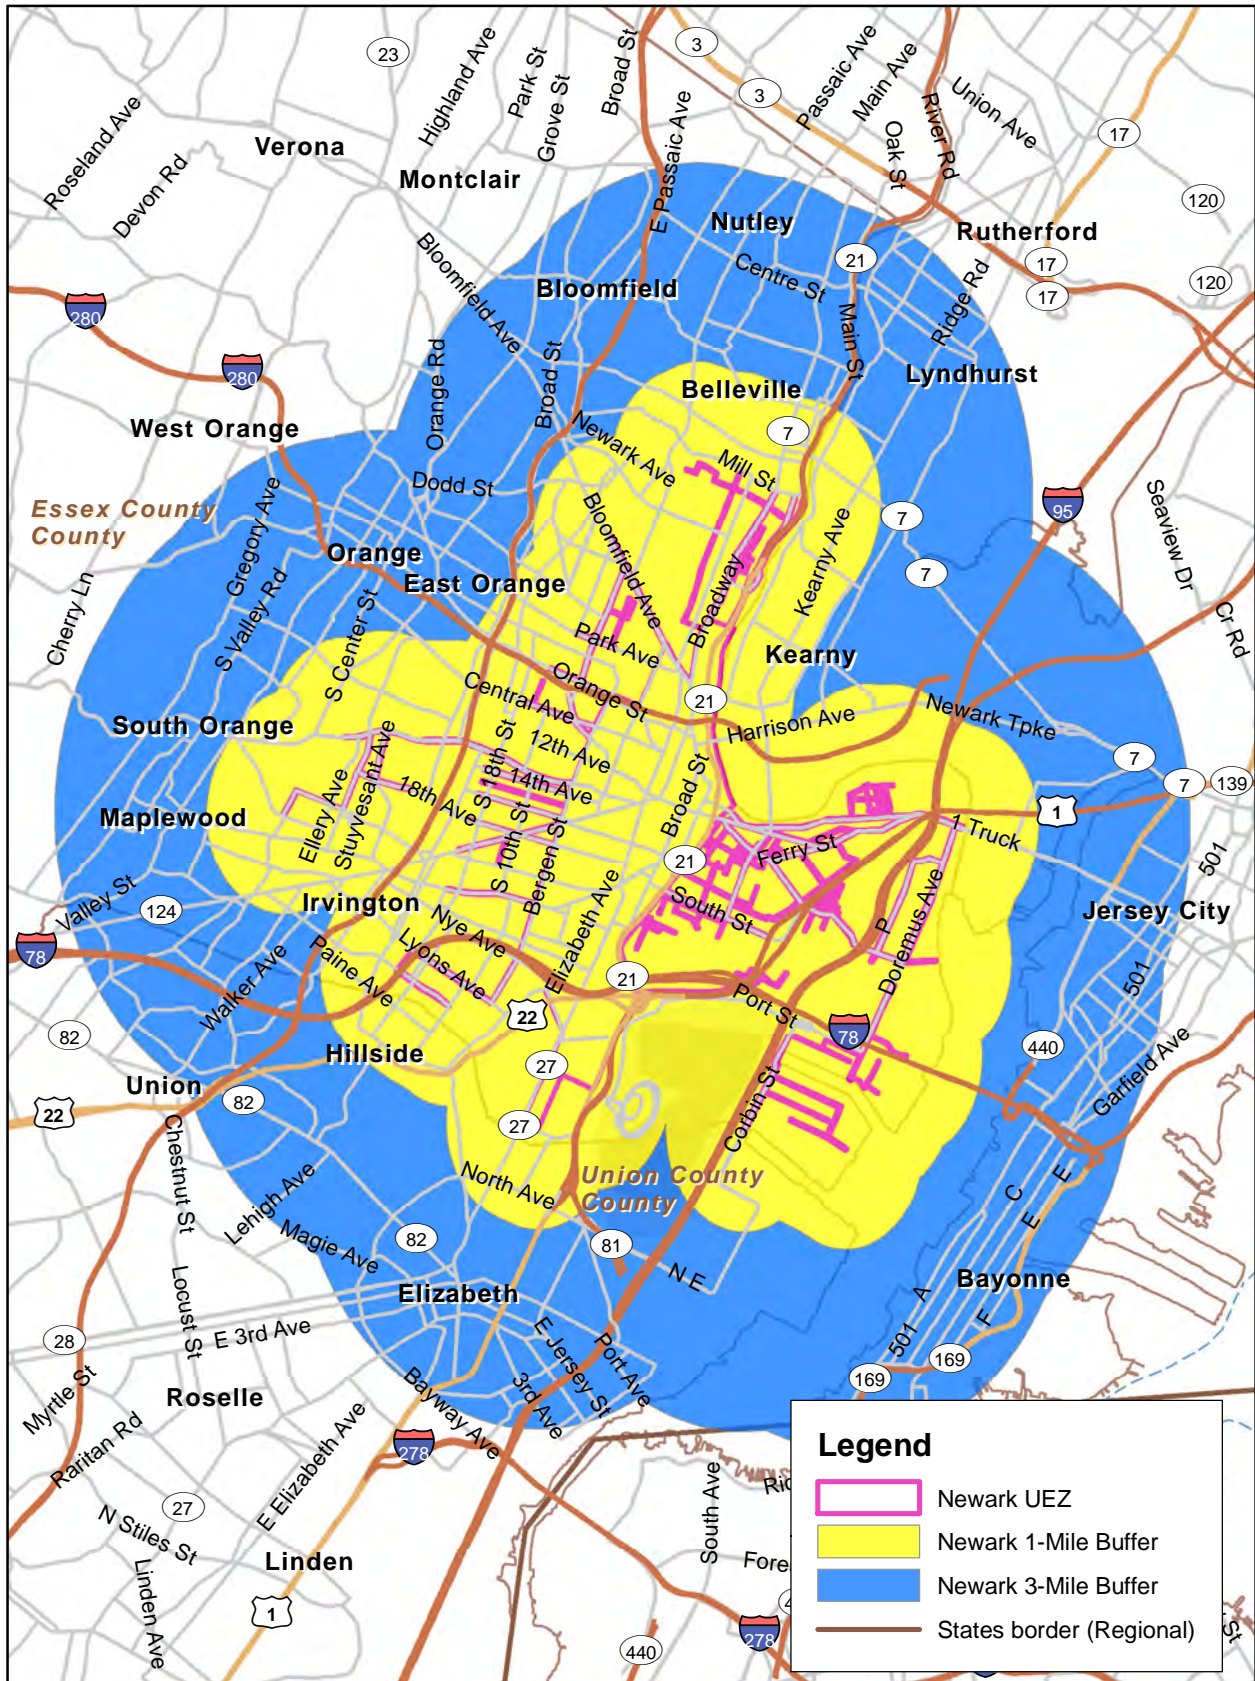 3
23
Highland Ave
Park St
Grove St
Broad St
E Passaic Ave
3
Passaic Ave
Main Ave
Oak St
River Rd
Union Ave
17
Roseland Ave
Devon Rd
Verona
Montclair
Nutley
120
Rutherford
17
17
120
21
Centre St
Main St
Ridge Rd
Bloomfield
Bloomfield Ave
280
280
Orange Rd
Broad St
Belleville
Lyndhurst
West Orange
7
Newark Ave
Mill St
Dodd St
Essex County
County
Gregory Ave
Bloomfield Ave
Kearny Ave
7
7
95
Seaview Dr
Cr Rd
Orange
East Orange
Cherry Ln
S Valley Rd
S Center St
Broadway
Park Ave
Kearny
Orange St
Central Ave
21
Harrison Ave
Newark Tpke
South Orange
12th Ave
S 18th St
14th Ave
18th Ave
Stuyvesant Ave
Ellery Ave
Broad St
7
7
139
1
1 Truck
Maplewood
S 10th St
Bergen St
21
Ferry St
501
Valley St
124
Irvington
Nye Ave
Elizabeth Ave
South St
P
Doremus Ave
Jersey City
78
Paine Ave
Lyons Ave
Walker Ave
21
Port St
501
22
78
82
Hillside
27
440
Garfield Ave
Union
22
82
Corbin St
27
Chestnut St
Union County
County
North Ave
C
E
E
Lehigh Ave
Magie Ave
82
81
N E
Bayonne
Locust St
Elizabeth
A
F
28
E 3rd Ave
E Jersey St
Port Ave
501
169
169
Myrtle St
Roselle
Bayway Ave
3rd Ave
Raritan Rd
E Elizabeth Ave
278
27
N Stiles St
South Ave
Linden
Linden Ave
1
440
278
Legend
Newark UEZ
Newark 1-Mile Buffer
Newark 3-Mile Buffer
States border (Regional)